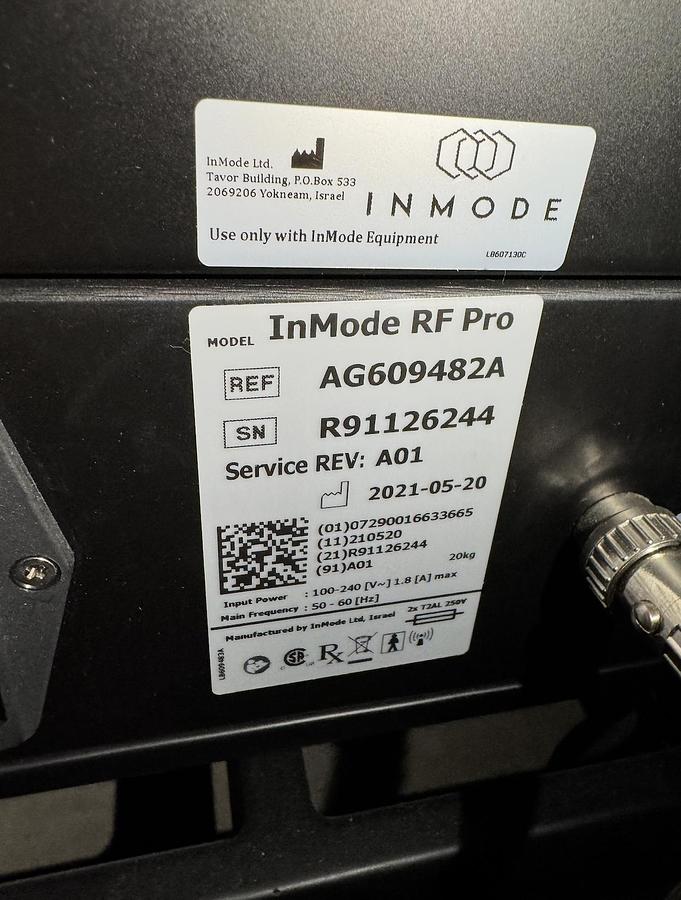 InMode Ltd.
Tavor Building, P.O.Box 533
2069206 Yokneam, Israel
INMODE
Use only with InMode Equipment
LB607130C
MODEL InMode RF Pro
REF AG609482A
SN R91126244
Service REV: A01
2021-05-20
(01)07290016633665
(11)210520
(21)R91126244
(91)A01
20kg
Input Power : 100-240 [V~] 1.8 [A] max
Main Frequency : 50 - 60 [Hz]
Manufactured by InMode Ltd, Israel
2x T2AL 250V
LB609483A
Rx